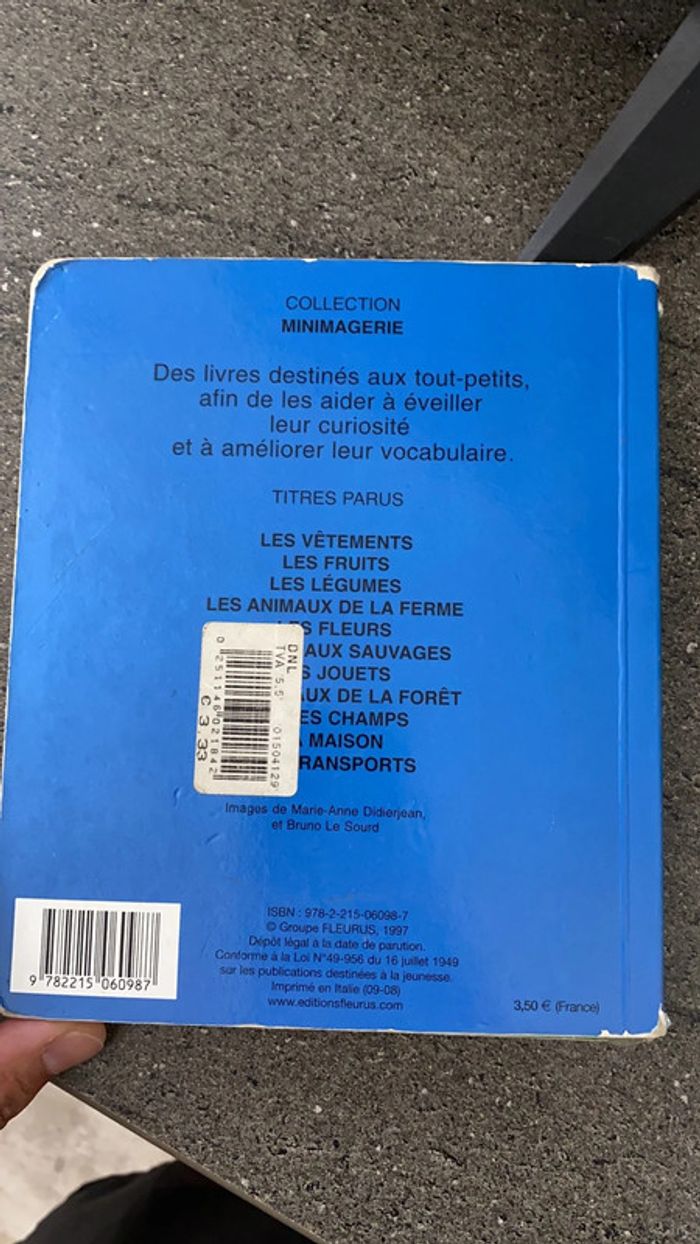 COLLECTION
MINIMAGERIE
Des livres destinés aux tout-petits,
afin de les aider à éveiller
leur curiosité
et à améliorer leur vocabulaire.
TITRES PARUS
LES VÊTEMENTS
LES FRUITS
LES LÉGUMES
LES ANIMAUX DE LA FERME
FLEURS
AUX SAUVAGES
JOUETS
AUX DE LA FORÊT
ES CHAMPS
MAISON
RANSPORTS
DNL
TVA 5.5
01504129
0251146021842
€ 3,33
Images de Marie-Anne Didierjean,
et Bruno Le Sourd
ISBN : 978-2-215-06098-7
© Groupe FLEURUS, 1997
Dépôt légal à la date de parution.
Conforme à la Loi N°49-956 du 16 juillet 1949
sur les publications destinées à la jeunesse.
Imprimé en Italie (09-08)
www.editionsfleurus.com
9 782215 060987
3,50 € (France)